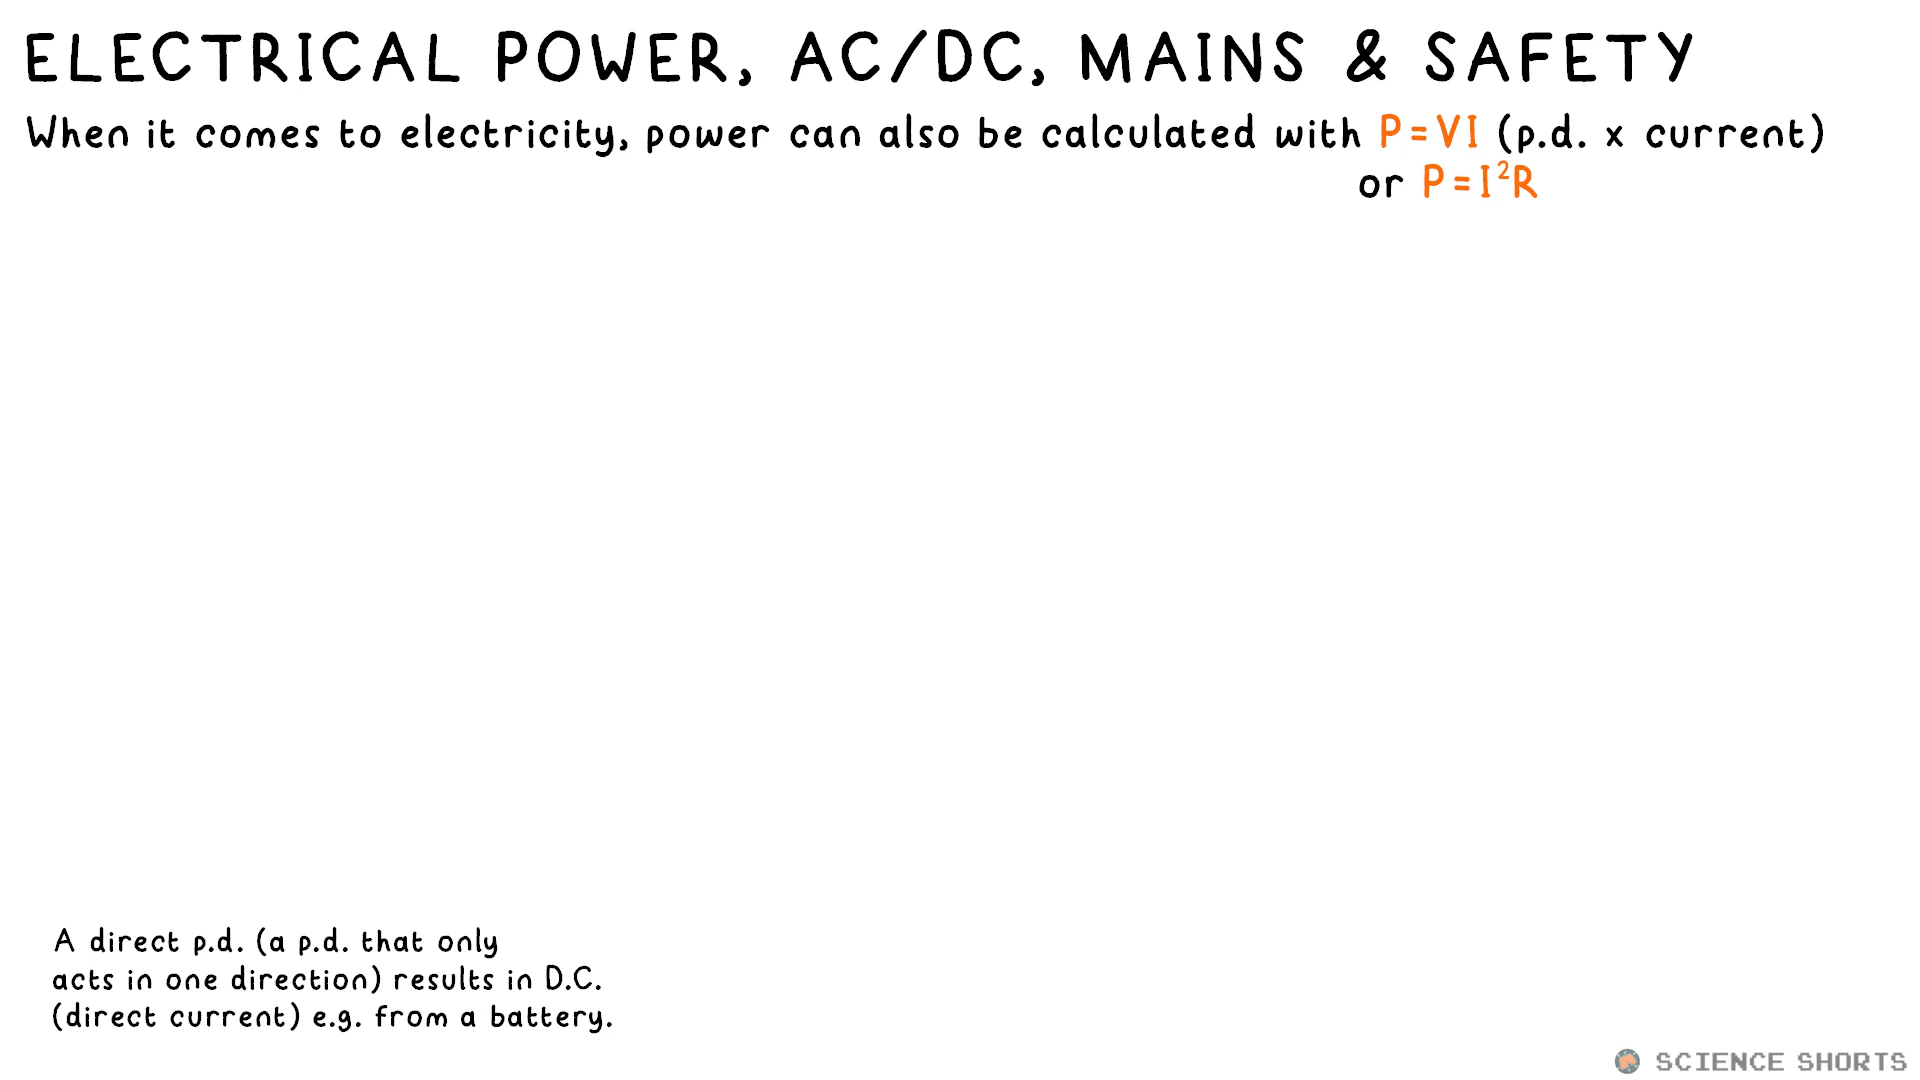 ELECTRICAL POWER, AC/DC, MAINS & SAFETY
When it comes to electricity, power can also be calculated with P=VI (p.d. x current)
or P=I²R
A direct p.d. (a p.d. that only
acts in one direction) results in D.C.
(direct current) e.g. from a battery.
SCIENCE SHORTS